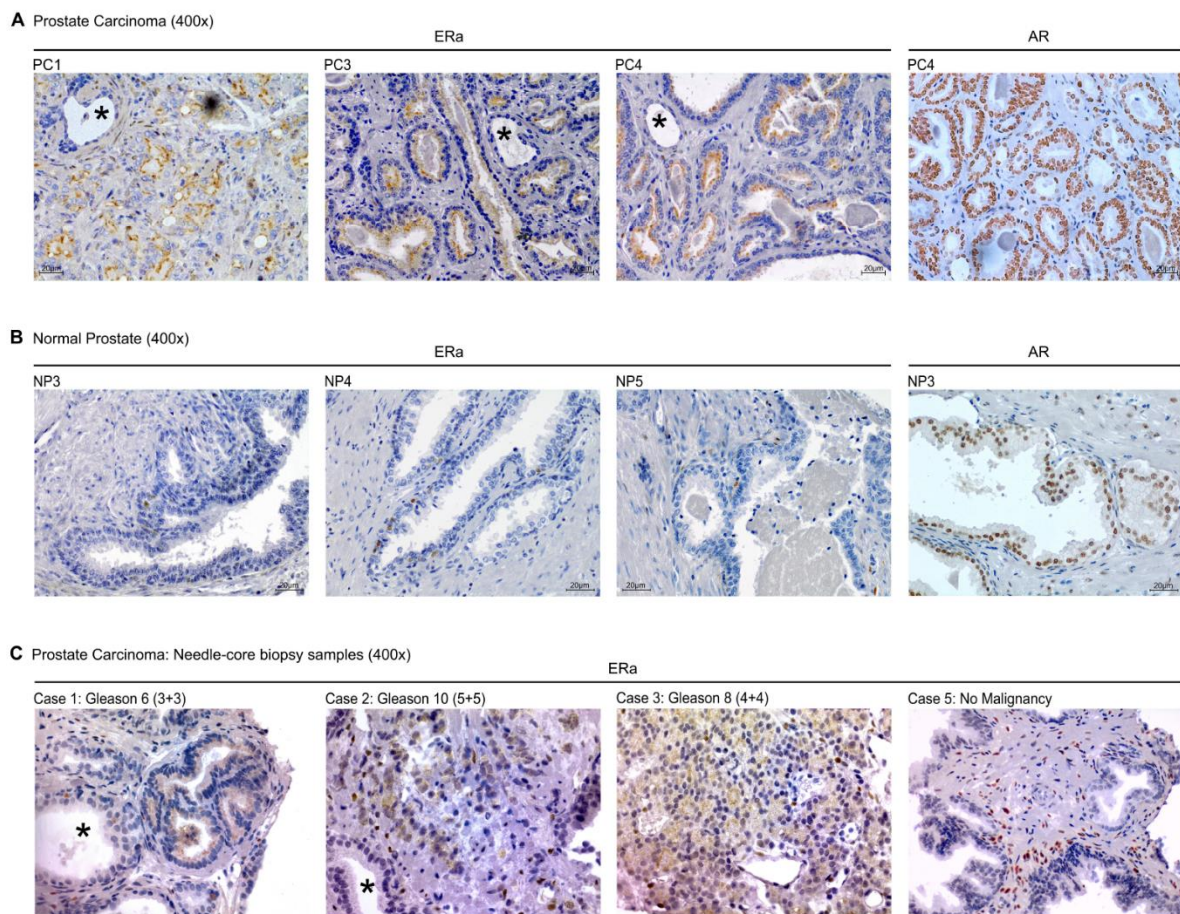 A Prostate Carcinoma (400x)
ERa AR
PC1 PC3 PC4 PC4
* * *
20µm 20µm 20µm 20µm
B Normal Prostate (400x)
ERa AR
NP3 NP4 NP5 NP3
20µm 20µm 20µm 20µm
C Prostate Carcinoma: Needle-core biopsy samples (400x)
ERa
Case 1: Gleason 6 (3+3) Case 2: Gleason 10 (5+5) Case 3: Gleason 8 (4+4) Case 5: No Malignancy
* *